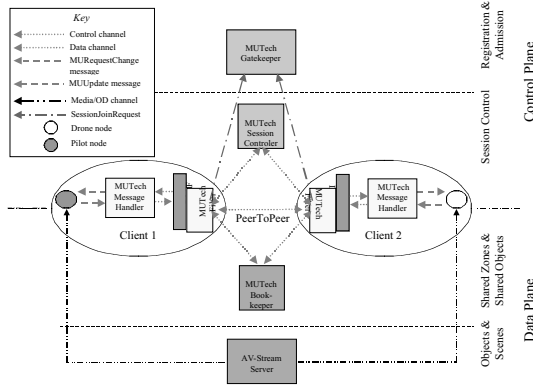 Key
Control channel
Data channel
MURequestChange
message
MUUpdate message
Media/OD channel
SessionJoinRequest
Drone node
Pilot node
MUTech
Gatekeeper
MUTech
Session
Controler
MUTech
Message
Handler
MUTech
Client 1
PeerToPeer
MUTech
MUTech
Message
Handler
Client 2
MUTech
Book-
keeper
AV-Stream
Server
Registration &
Admission
Session Control
Shared Zones &
Shared Objects
Objects &
Scenes
Control Plane
Data Plane